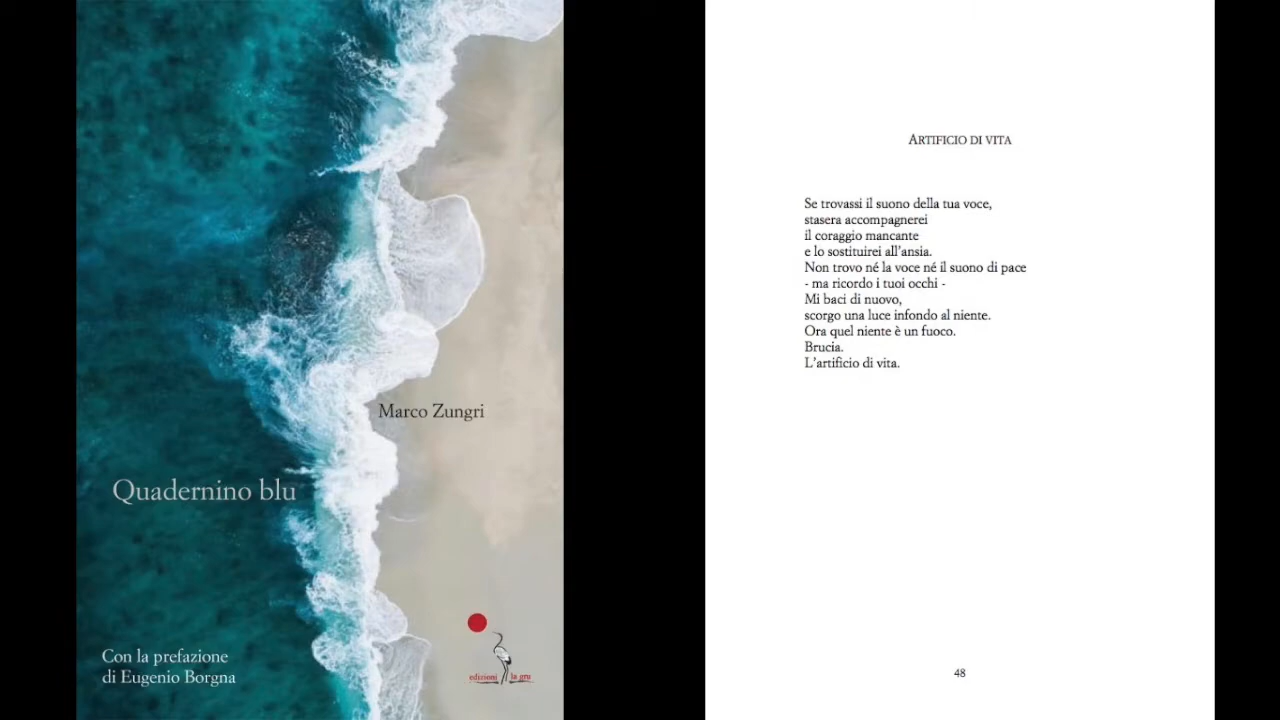 Marco Zungri
Quadernino blu
Con la prefazione
di Eugenio Borgna
edizioni la gru
ARTIFICIO DI VITA
Se trovassi il suono della tua voce,
stasera accompagnerei
il coraggio mancante
e lo sostituirei all’ansia.
Non trovo né la voce né il suono di pace
- ma ricordo i tuoi occhi -
Mi baci di nuovo,
scorgo una luce infondo al niente.
Ora quel niente è un fuoco.
Brucia.
L’artificio di vita.
48